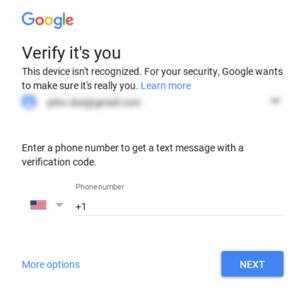 Google
Verify it's you
This device isn't recognized. For your security, Google wants
to make sure it's really you. Learn more
Enter a phone number to get a text message with a
verification code.
Phone number
+1
More options
NEXT